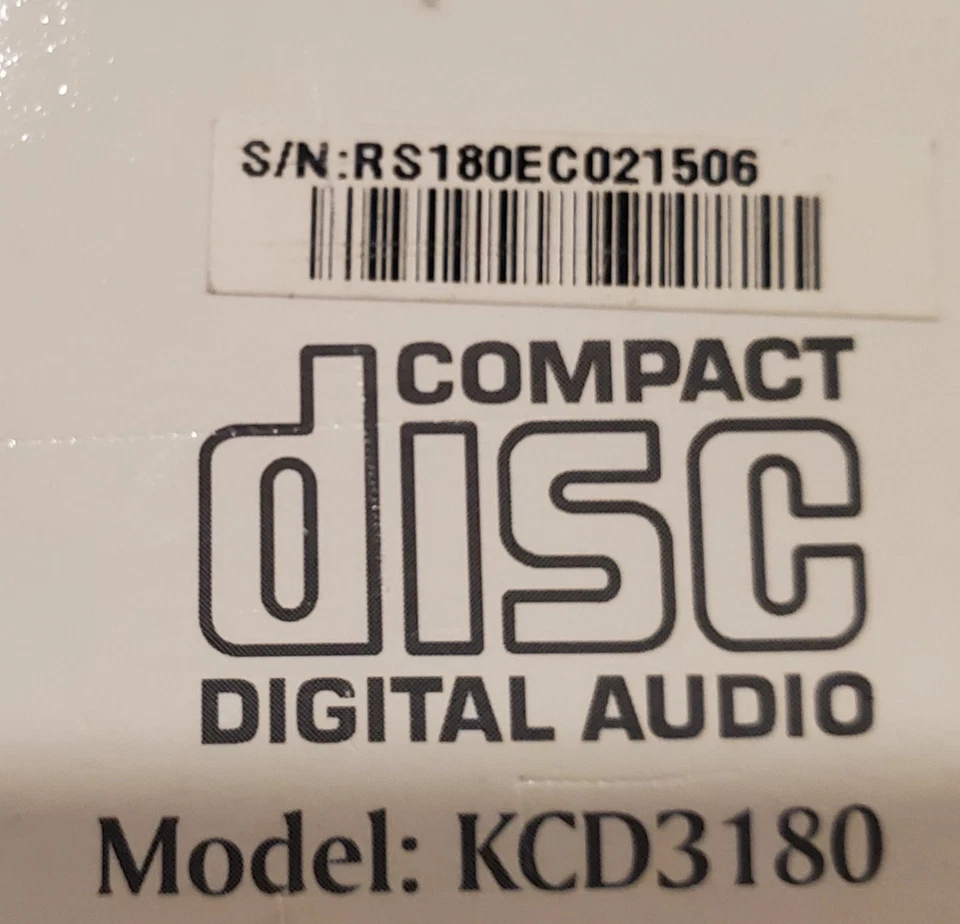 S/N:RS180EC021506
COMPACT
disc
DIGITAL AUDIO
Model: KCD3180